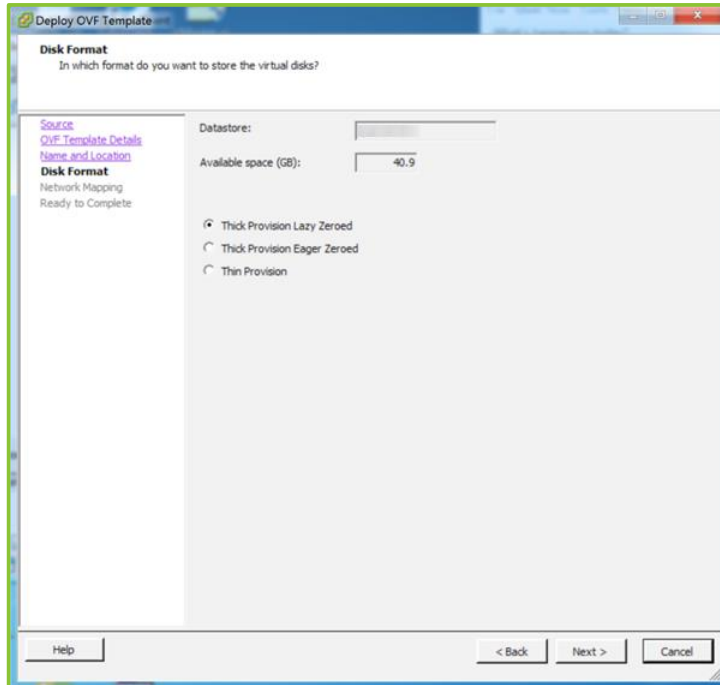 Deploy OVF Template
Disk Format
In which format do you want to store the virtual disks?
Source
OVF Template Details
Name and Location
Disk Format
Network Mapping
Ready to Complete
Datastore:
Available space (GB): 40.9
Thick Provision Lazy Zeroed
Thick Provision Eager Zeroed
Thin Provision
Help
< Back
Next >
Cancel